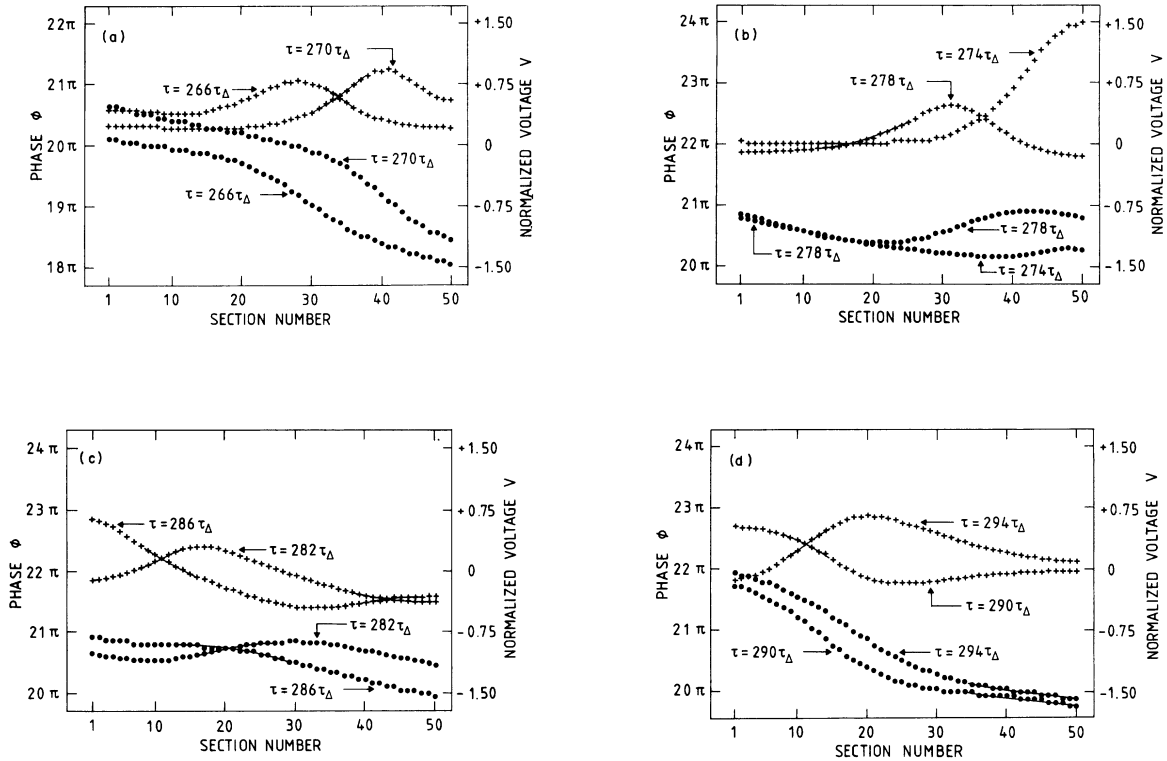 (a)
22π
21π
20π
19π
18π
PHASE ϕ
+1.50
+0.75
0
-0.75
-1.50
NORMALIZED VOLTAGE V
τ=270τΔ
τ=266τΔ
τ=270τΔ
τ=266τΔ
1 10 20 30 40 50
SECTION NUMBER
(b)
24π
23π
22π
21π
20π
PHASE ϕ
+1.50
+0.75
0
-0.75
-1.50
NORMALIZED VOLTAGE V
τ=274τΔ
τ=278τΔ
τ=278τΔ
τ=278τΔ
τ=274τΔ
1 10 20 30 40 50
SECTION NUMBER
(c)
24π
23π
22π
21π
20π
PHASE ϕ
+1.50
+0.75
0
-0.75
-1.50
NORMALIZED VOLTAGE V
τ=286τΔ
τ=282τΔ
τ=282τΔ
τ=286τΔ
1 10 20 30 40 50
SECTION NUMBER
(d)
24π
23π
22π
21π
20π
PHASE ϕ
+1.50
+0.75
0
-0.75
-1.50
NORMALIZED VOLTAGE V
τ=294τΔ
τ=290τΔ
τ=290τΔ
τ=294τΔ
1 10 20 30 40 50
SECTION NUMBER